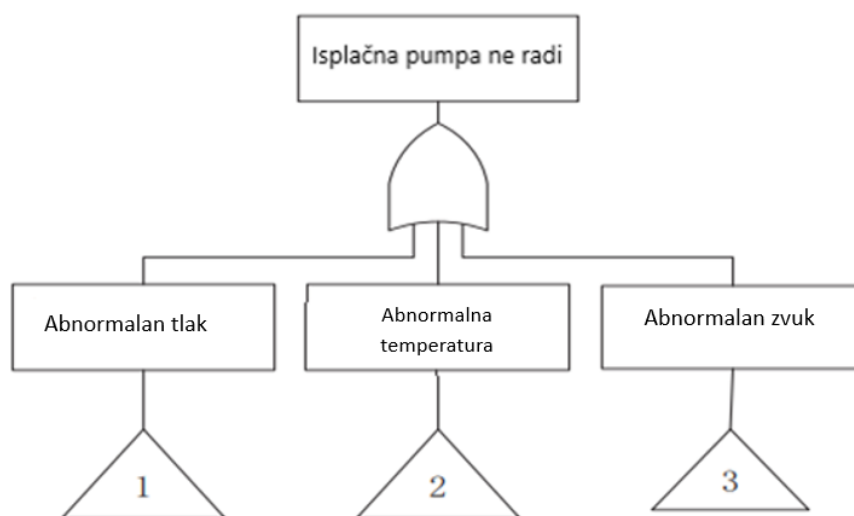 Isplačna pumpa ne radi
Abnormalan tlak
Abnormalna
temperatura
Abnormalan zvuk
1
2
3